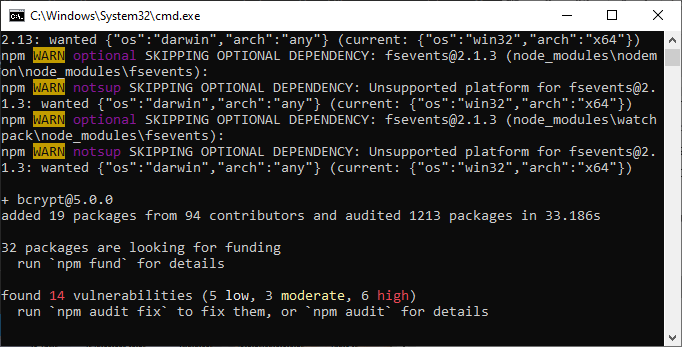 C:\Windows\System32\cmd.exe
2.13: wanted {"os":"darwin","arch":"any"} (current: {"os":"win32","arch":"x64"})
npm WARN optional SKIPPING OPTIONAL DEPENDENCY: fsevents@2.1.3 (node_modules\nodem
on\node_modules\fsevents):
npm WARN notsup SKIPPING OPTIONAL DEPENDENCY: Unsupported platform for fsevents@2.
1.3: wanted {"os":"darwin","arch":"any"} (current: {"os":"win32","arch":"x64"})
npm WARN optional SKIPPING OPTIONAL DEPENDENCY: fsevents@2.1.3 (node_modules\watch
pack\node_modules\fsevents):
npm WARN notsup SKIPPING OPTIONAL DEPENDENCY: Unsupported platform for fsevents@2.
1.3: wanted {"os":"darwin","arch":"any"} (current: {"os":"win32","arch":"x64"})
+ bcrypt@5.0.0
added 19 packages from 94 contributors and audited 1213 packages in 33.186s
32 packages are looking for funding
run `npm fund` for details
found 14 vulnerabilities (5 low, 3 moderate, 6 high)
run `npm audit fix` to fix them, or `npm audit` for details